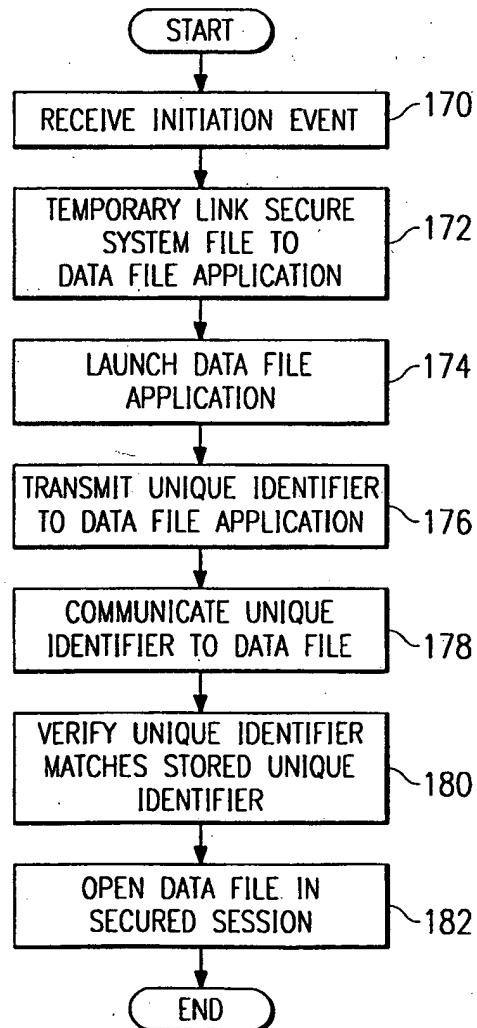 START
RECEIVE INITIATION EVENT
170
TEMPORARY LINK SECURE
SYSTEM FILE TO
DATA FILE APPLICATION
172
LAUNCH DATA FILE
APPLICATION
174
TRANSMIT UNIQUE IDENTIFIER
TO DATA FILE APPLICATION
176
COMMUNICATE UNIQUE
IDENTIFIER TO DATA FILE
178
VERIFY UNIQUE IDENTIFIER
MATCHES STORED UNIQUE
IDENTIFIER
180
OPEN DATA FILE IN
SECURED SESSION
182
END